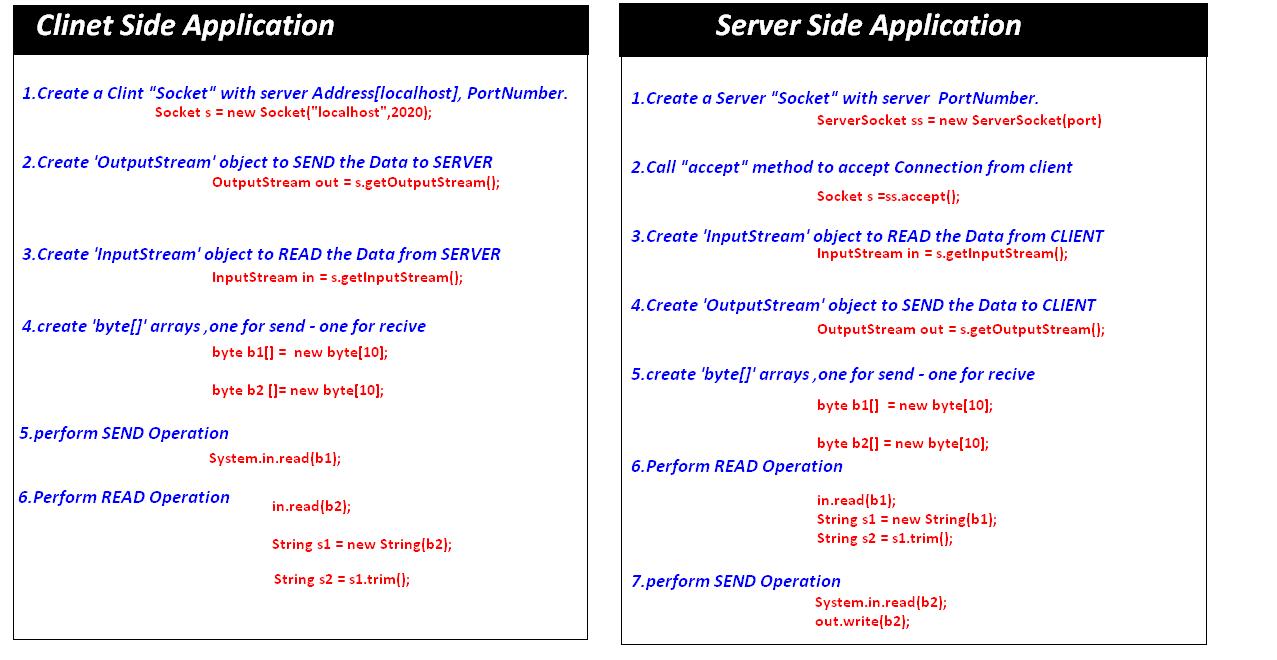 Clinet Side Application
1.Create a Clint "Socket" with server Address[localhost], PortNumber.
Socket s = new Socket("localhost",2020);
2.Create 'OutputStream' object to SEND the Data to SERVER
OutputStream out = s.getOutputStream();
3.Create 'InputStream' object to READ the Data from SERVER
InputStream in = s.getInputStream();
4.create 'byte[]' arrays ,one for send - one for recive
byte b1[] =  new byte[10];
byte b2 []= new byte[10];
5.perform SEND Operation
System.in.read(b1);
6.Perform READ Operation
in.read(b2);
String s1 = new String(b2);
String s2 = s1.trim();
Server Side Application
1.Create a Server "Socket" with server  PortNumber.
ServerSocket ss = new ServerSocket(port)
2.Call "accept" method to accept Connection from client
Socket s =ss.accept();
3.Create 'InputStream' object to READ the Data from CLIENT
InputStream in = s.getInputStream();
4.Create 'OutputStream' object to SEND the Data to CLIENT
OutputStream out = s.getOutputStream();
5.create 'byte[]' arrays ,one for send - one for recive
byte b1[]  = new byte[10];
byte b2[] = new byte[10];
6.Perform READ Operation
in.read(b1);
String s1 = new String(b1);
String s2 = s1.trim();
7.perform SEND Operation
System.in.read(b2);
out.write(b2);